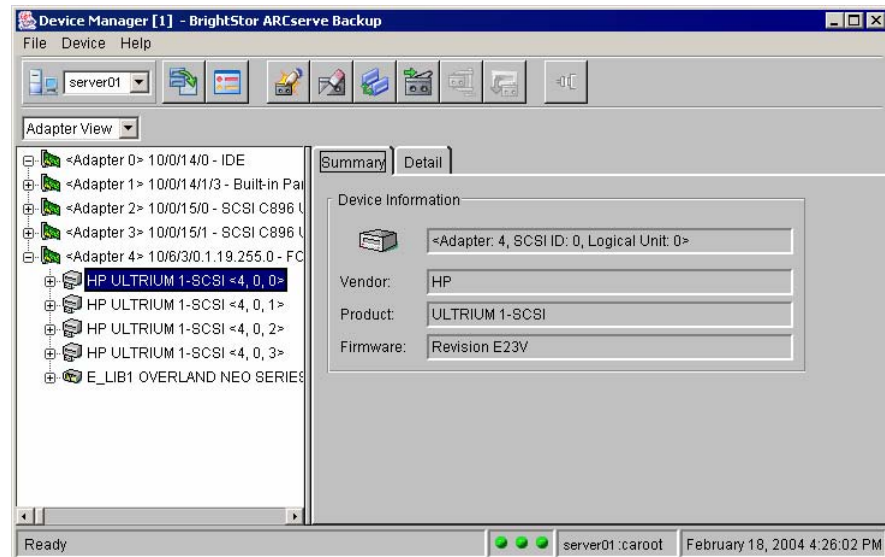 Device Manager [1] - BrightStor ARCserve Backup
File Device Help
server01
Adapter View
<Adapter 0> 10/0/14/0 - IDE
<Adapter 1> 10/0/14/1/3 - Built-in Par
<Adapter 2> 10/0/15/0 - SCSI C896 U
<Adapter 3> 10/0/15/1 - SCSI C896 U
<Adapter 4> 10/6/3/0.1.19.255.0 - FC
HP ULTRIUM 1-SCSI <4, 0, 0>
HP ULTRIUM 1-SCSI <4, 0, 1>
HP ULTRIUM 1-SCSI <4, 0, 2>
HP ULTRIUM 1-SCSI <4, 0, 3>
E_LIB1 OVERLAND NEO SERIES
Summary Detail
Device Information
<Adapter: 4, SCSI ID: 0, Logical Unit: 0>
Vendor: HP
Product: ULTRIUM 1-SCSI
Firmware: Revision E23V
Ready
server01:caroot
February 18, 2004 4:26:02 PM